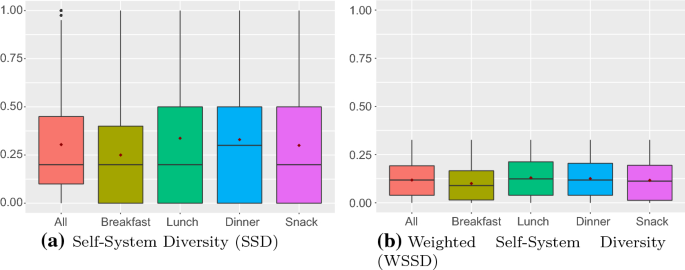 1.00
0.75
0.50
0.25
0.00
All Breakfast Lunch Dinner Snack
(a) Self-System Diversity (SSD)
1.00
0.75
0.50
0.25
0.00
All Breakfast Lunch Dinner Snack
(b) Weighted Self-System Diversity
(WSSD)